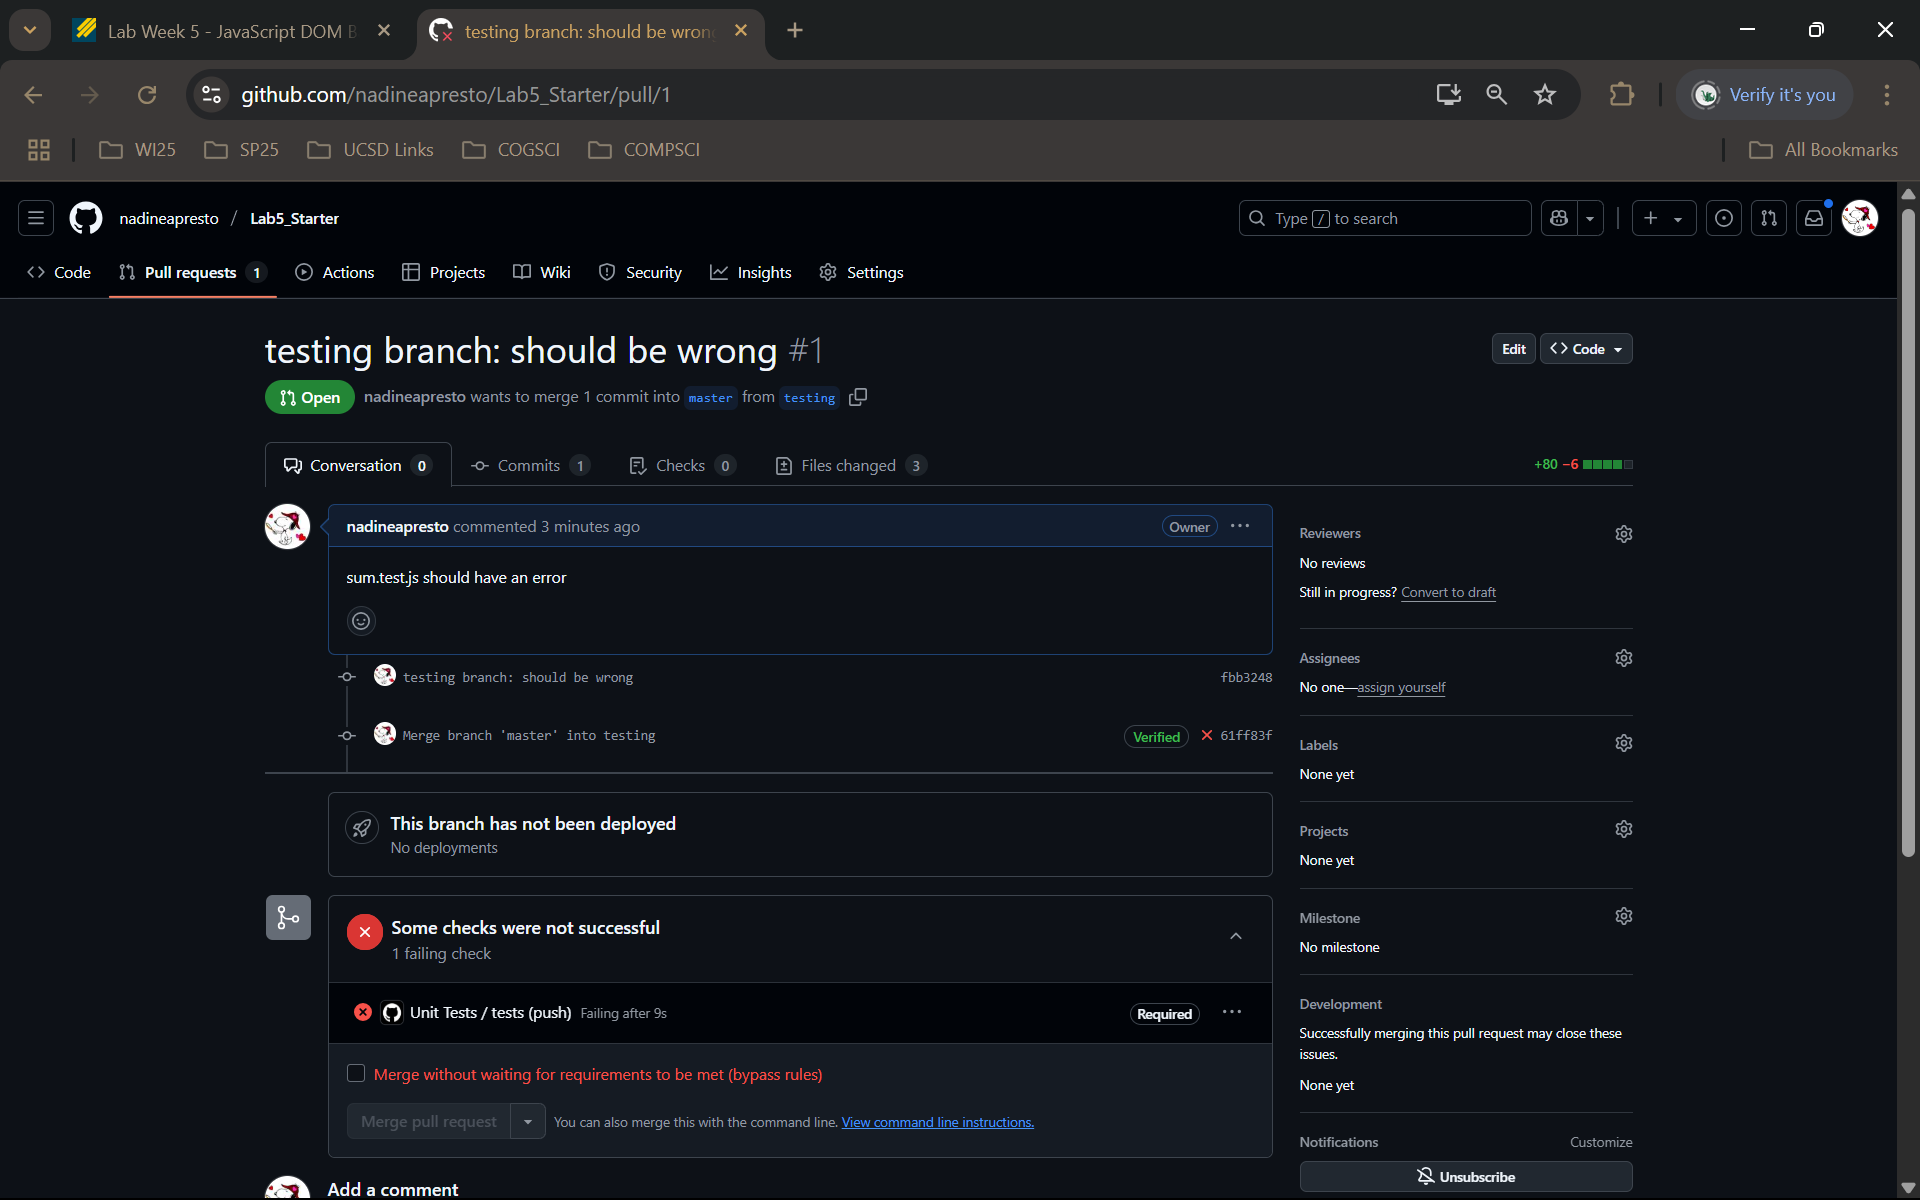 Lab Week 5 - JavaScript DOM B
testing branch: should be wron
github.com/nadineapresto/Lab5_Starter/pull/1
Verify it's you
WI25
SP25
UCSD Links
COGSCI
COMPSCI
All Bookmarks
nadineapresto / Lab5_Starter
Type / to search
Code
Pull requests 1
Actions
Projects
Wiki
Security
Insights
Settings
testing branch: should be wrong #1
Edit
Code
Open
nadineapresto wants to merge 1 commit into master from testing
Conversation 0
Commits 1
Checks 0
Files changed 3
+80 −6
nadineapresto commented 3 minutes ago
Owner
sum.test.js should have an error
testing branch: should be wrong
fbb3248
Merge branch 'master' into testing
Verified
61ff83f
This branch has not been deployed
No deployments
Some checks were not successful
1 failing check
Unit Tests / tests (push) Failing after 9s
Required
Merge without waiting for requirements to be met (bypass rules)
Merge pull request
You can also merge this with the command line. View command line instructions.
Add a comment
Reviewers
No reviews
Still in progress? Convert to draft
Assignees
No one—assign yourself
Labels
None yet
Projects
None yet
Milestone
No milestone
Development
Successfully merging this pull request may close these
issues.
None yet
Notifications
Customize
Unsubscribe